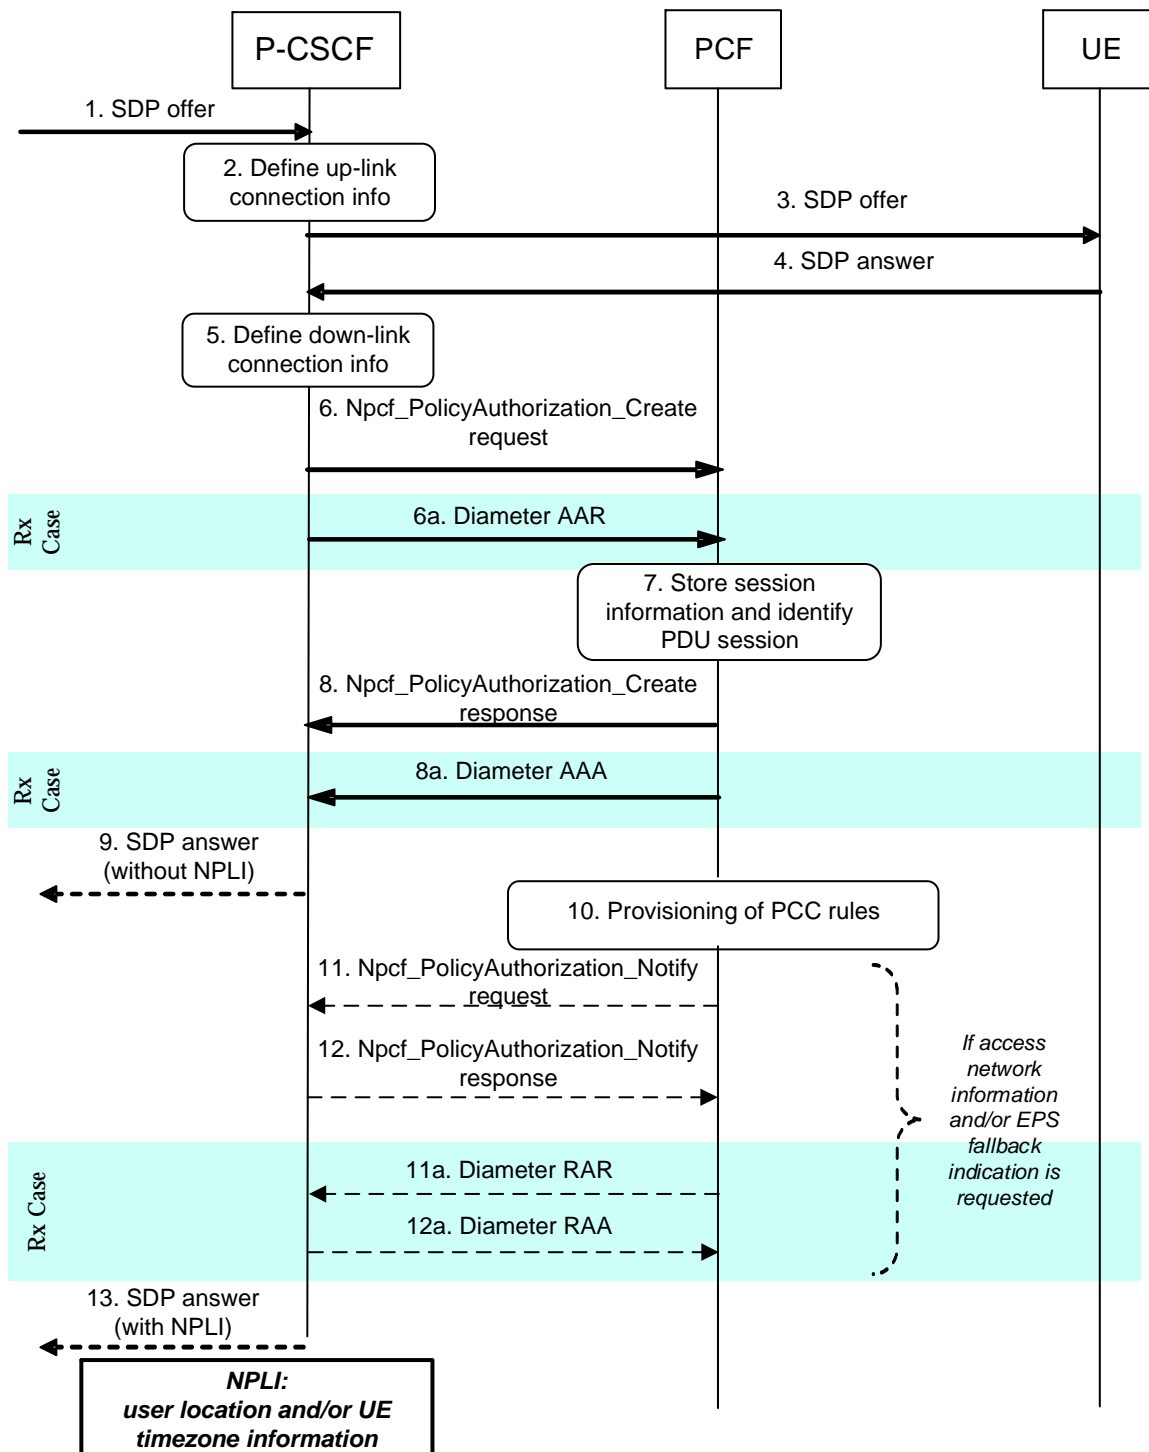 P-CSCF
PCF
UE
1. SDP offer
2. Define up-link
connection info
3. SDP offer
4. SDP answer
5. Define down-link
connection info
6. Npcf_PolicyAuthorization_Create
request
Rx
Case
6a. Diameter AAR
7. Store session
information and identify
PDU session
8. Npcf_PolicyAuthorization_Create
response
Rx
Case
8a. Diameter AAA
9. SDP answer
(without NPLI)
10. Provisioning of PCC rules
11. Npcf_PolicyAuthorization_Notify
request
12. Npcf_PolicyAuthorization_Notify
response
If access
network
information
and/or EPS
fallback
indication is
requested
Rx Case
11a. Diameter RAR
12a. Diameter RAA
13. SDP answer
(with NPLI)
NPLI:
user location and/or UE
timezone information